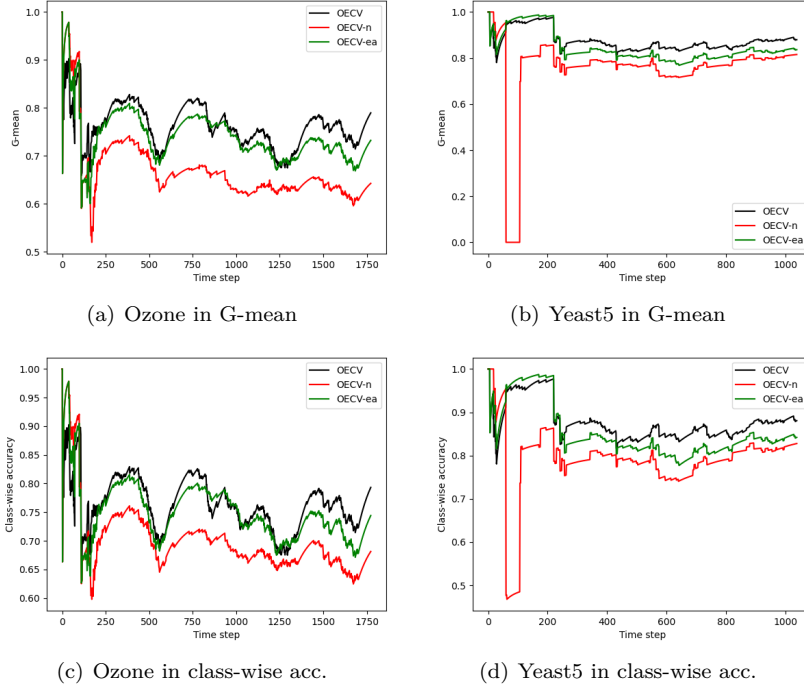 OECV
OECV-n
OECV-ea
1.0
0.9
0.8
0.7
0.6
0.5
G-mean
0 250 500 750 1000 1250 1500 1750
Time step
(a) Ozone in G-mean
1.0
0.8
0.6
0.4
0.2
0.0
G-mean
OECV
OECV-n
OECV-ea
0 200 400 600 800 1000
Time step
(b) Yeast5 in G-mean
OECV
OECV-n
OECV-ea
1.00
0.95
0.90
0.85
0.80
0.75
0.70
0.65
0.60
Class-wise accuracy
0 250 500 750 1000 1250 1500 1750
Time step
(c) Ozone in class-wise acc.
OECV
OECV-n
OECV-ea
1.0
0.9
0.8
0.7
0.6
0.5
Class-wise accuracy
0 200 400 600 800 1000
Time step
(d) Yeast5 in class-wise acc.